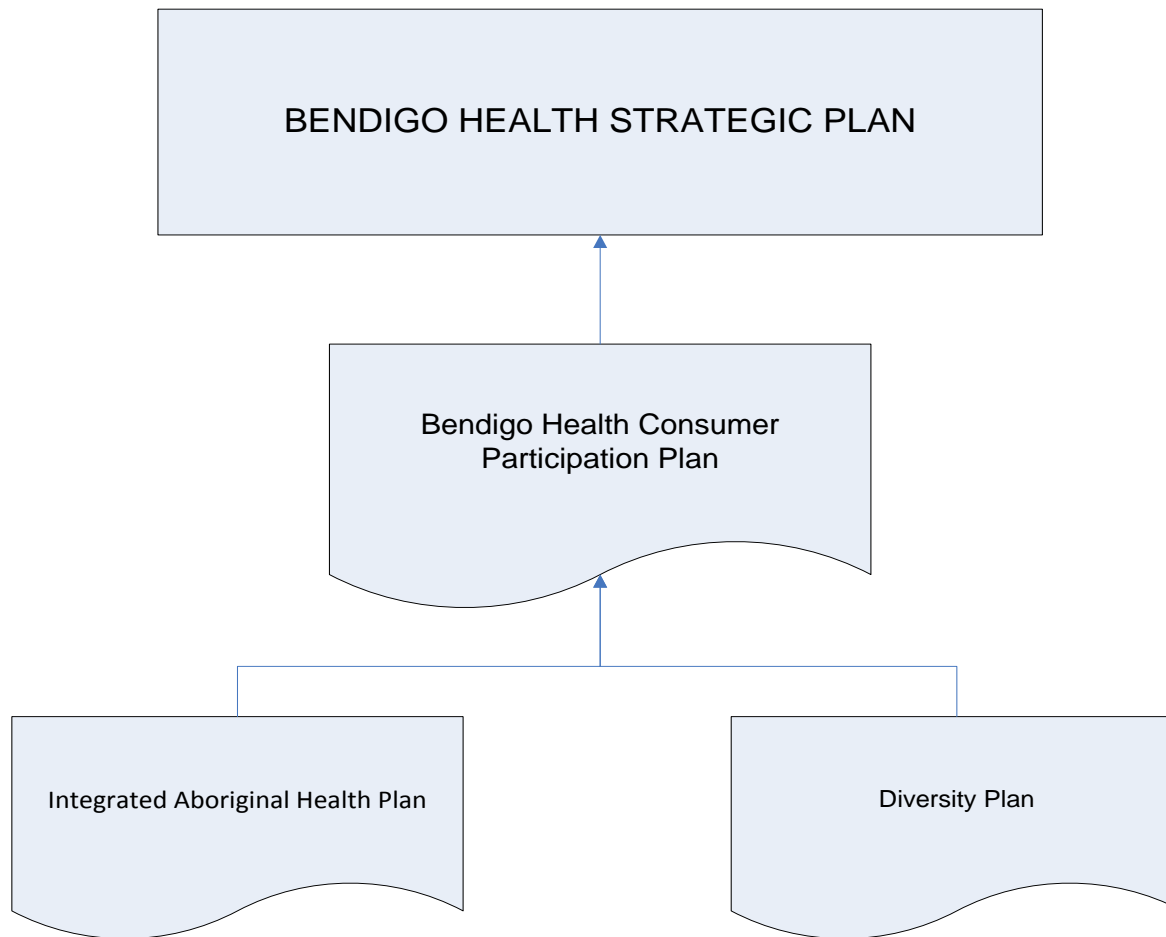 BENDIGO HEALTH STRATEGIC PLAN
Bendigo Health Consumer
Participation Plan
Integrated Aboriginal Health Plan
Diversity Plan